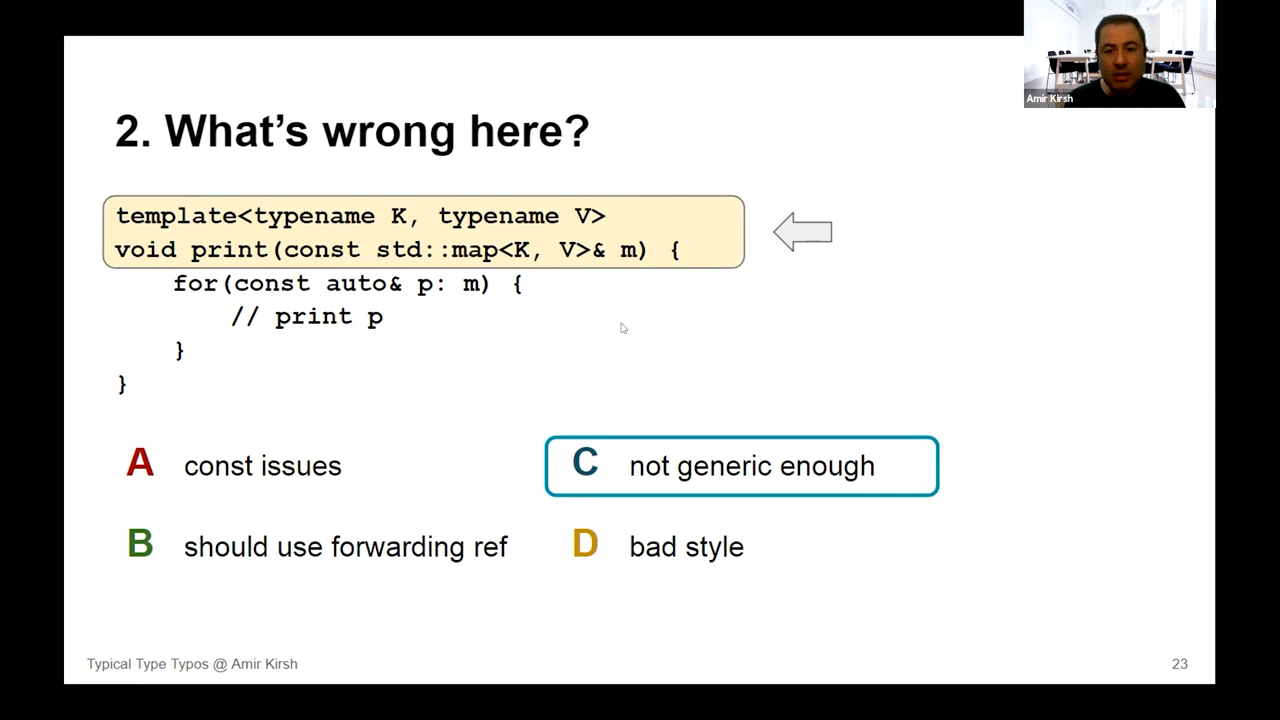 Amir Kirsh
2. What's wrong here?
template<typename K, typename V>
void print(const std::map<K, V>& m) {
for(const auto& p: m) {
// print p
}
}
A const issues
C not generic enough
B should use forwarding ref
D bad style
Typical Type Typos @ Amir Kirsh
23